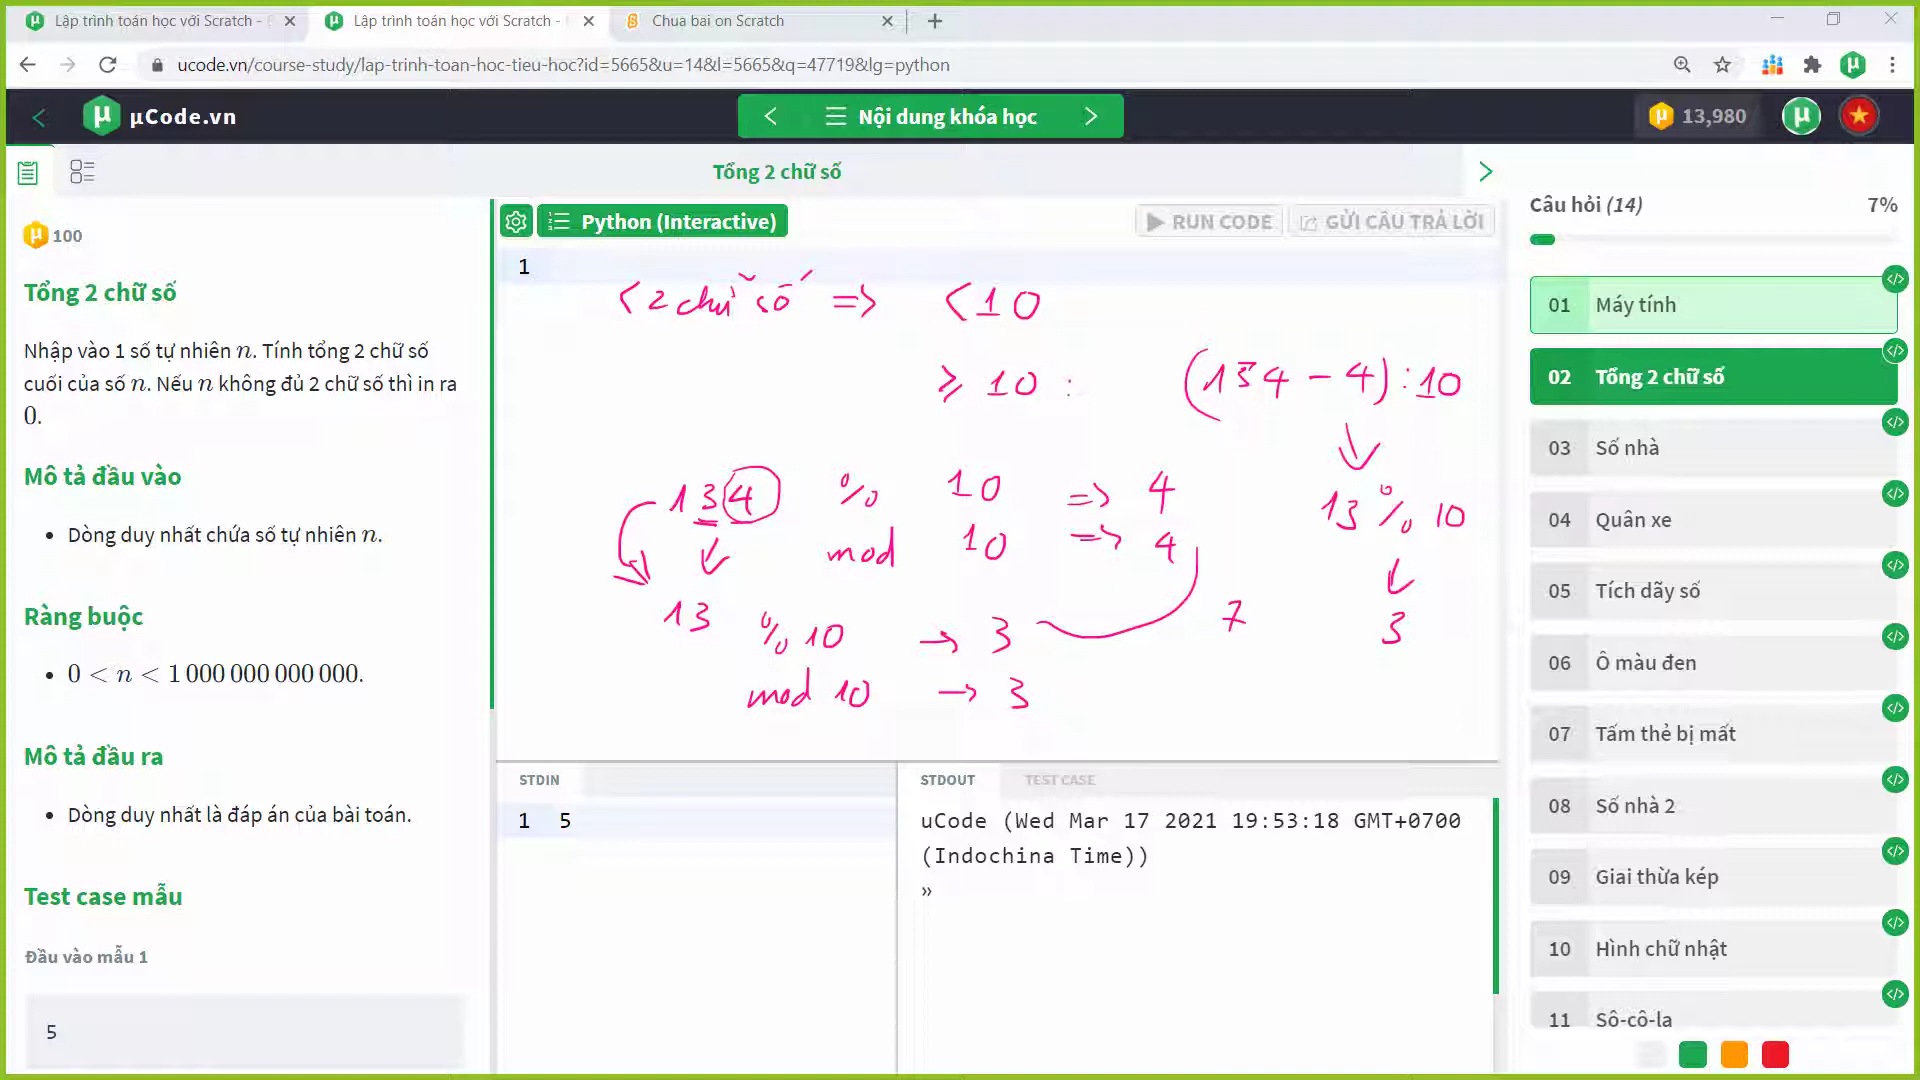 Lập trình toán học với Scratch -
Lập trình toán học với Scratch -
Chua bai on Scratch
ucode.vn/course-study/lap-trinh-toan-hoc-tieu-hoc?id=5665&u=14&l=5665&q=47719&lg=python
µCode.vn
Nội dung khóa học
13,980
Tổng 2 chữ số
Câu hỏi (14)
7%
100
Python (Interactive)
RUN CODE
GỬI CÂU TRẢ LỜI
Tổng 2 chữ số
Nhập vào 1 số tự nhiên n. Tính tổng 2 chữ số
cuối của số n. Nếu n không đủ 2 chữ số thì in ra
0.
Mô tả đầu vào
• Dòng duy nhất chứa số tự nhiên n.
Ràng buộc
• 0 < n < 1 000 000 000 000.
Mô tả đầu ra
• Dòng duy nhất là đáp án của bài toán.
Test case mẫu
Đầu vào mẫu 1
5
1
< 2 chữ số => < 10
≥ 10 : (134 - 4) : 10
134 % 10 => 4
mod 10 => 4
13 % 10
13 % 10 → 3
7
3
mod 10 → 3
STDIN
1 5
STDOUT
TEST CASE
uCode (Wed Mar 17 2021 19:53:18 GMT+0700
(Indochina Time))
»
01 Máy tính
02 Tổng 2 chữ số
03 Số nhà
04 Quân xe
05 Tích dãy số
06 Ô màu đen
07 Tấm thẻ bị mất
08 Số nhà 2
09 Giai thừa kép
10 Hình chữ nhật
11 Sô-cô-la